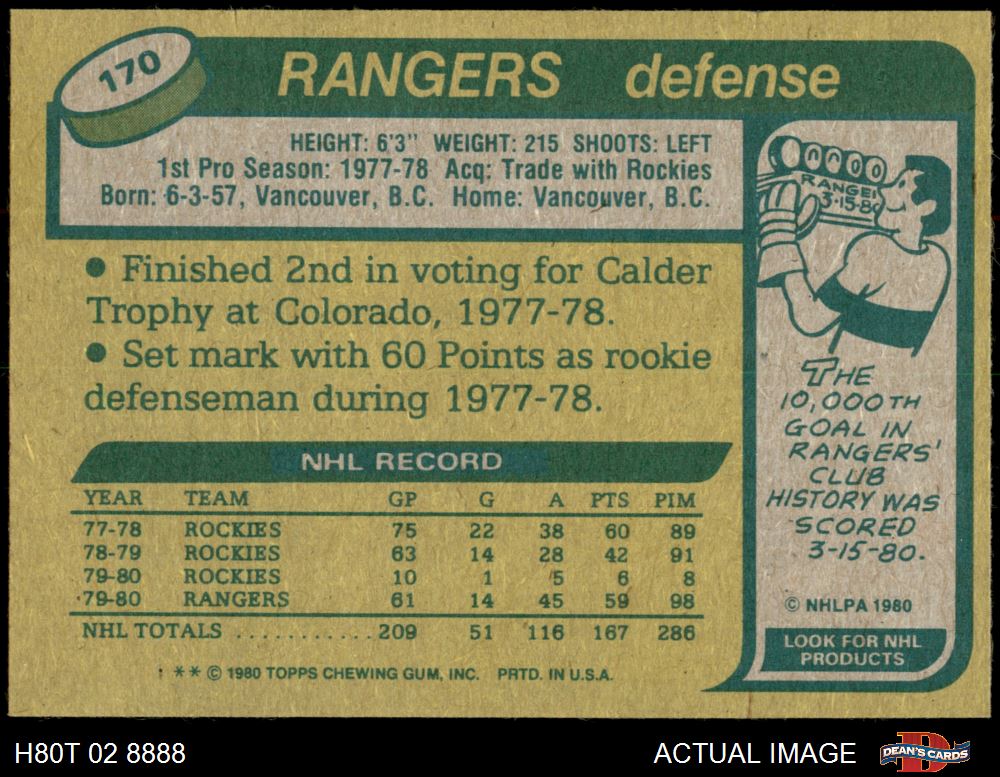 170
RANGERS defense
HEIGHT: 6'3" WEIGHT: 215 SHOOTS: LEFT
1st Pro Season: 1977-78 Acq: Trade with Rockies
Born: 6-3-57, Vancouver, B.C. Home: Vancouver, B.C.
• Finished 2nd in voting for Calder
Trophy at Colorado, 1977-78.
• Set mark with 60 Points as rookie
defenseman during 1977-78.
NHL RECORD
YEAR TEAM GP G A PTS PIM
77-78 ROCKIES 75 22 38 60 89
78-79 ROCKIES 63 14 28 42 91
79-80 ROCKIES 10 1 5 6 8
79-80 RANGERS 61 14 45 59 98
NHL TOTALS ........... 209 51 116 167 286
** © 1980 TOPPS CHEWING GUM, INC. PRTD. IN U.S.A.
10,000
RANGE
3-15-80
THE
10,000TH
GOAL IN
RANGERS'
CLUB
HISTORY WAS
SCORED
3-15-80.
© NHLPA 1980
LOOK FOR NHL
PRODUCTS
H80T 02 8888
ACTUAL IMAGE
DEAN'S CARDS